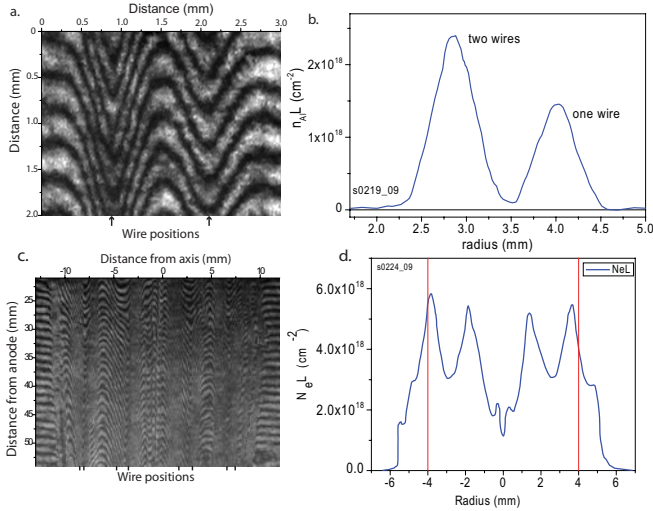 a.
Distance (mm)
0 0.5 1.0 1.5 2.0 2.5 3.0
Distance (mm)
0
0.5
1.0
1.5
2.0
Wire positions
b.
n_Al L (cm⁻²)
2x10¹⁸
1x10¹⁸
0
two wires
one wire
s0219_09
2.0 2.5 3.0 3.5 4.0 4.5 5.0
radius (mm)
c.
Distance from axis (mm)
-10 -5 0 5 10
Distance from anode (mm)
25
30
35
40
45
50
Wire positions
d.
s0224_09
NeL
N_e L (cm⁻²)
6.0x10¹⁸
4.0x10¹⁸
2.0x10¹⁸
0.0
-6 -4 -2 0 2 4 6
Radius (mm)